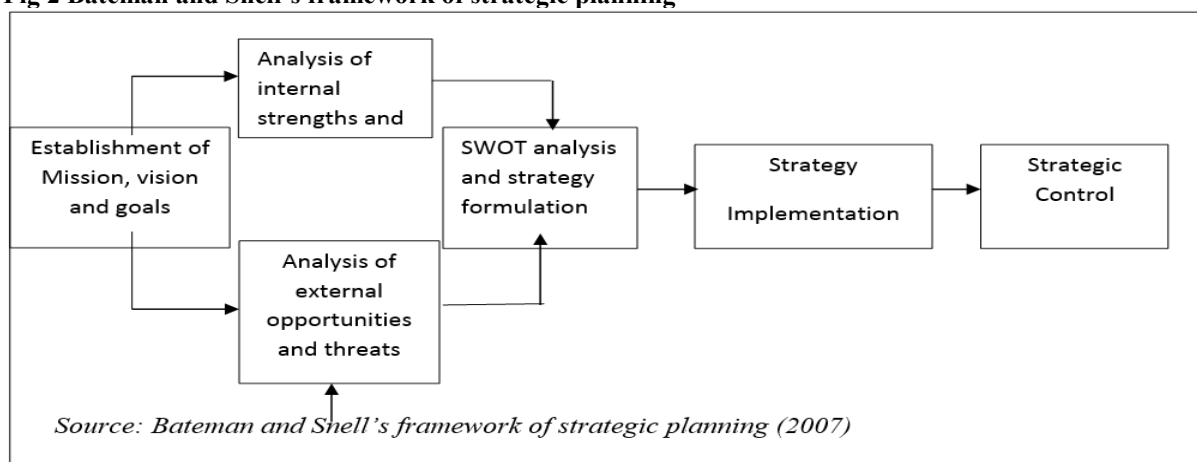 Fig 2 Bateman and Snell's framework of strategic planning
Analysis of
internal
strengths and
Establishment of
Mission, vision
and goals
SWOT analysis
and strategy
formulation
Strategy
Implementation
Strategic
Control
Analysis of
external
opportunities
and threats
Source: Bateman and Snell's framework of strategic planning (2007)